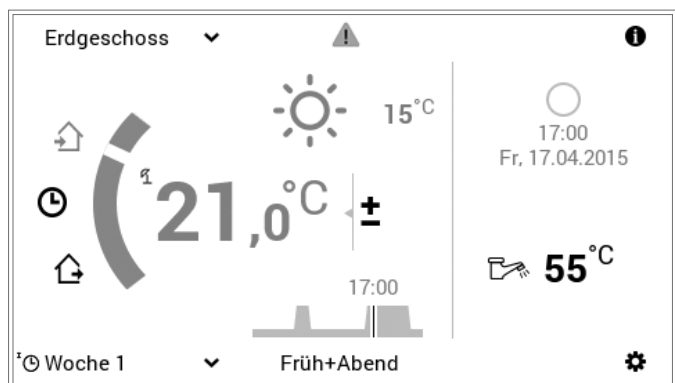 Erdgeschoss
15°C
17:00
Fr, 17.04.2015
21,0°C
±
55°C
17:00
Woche 1 Früh+Abend